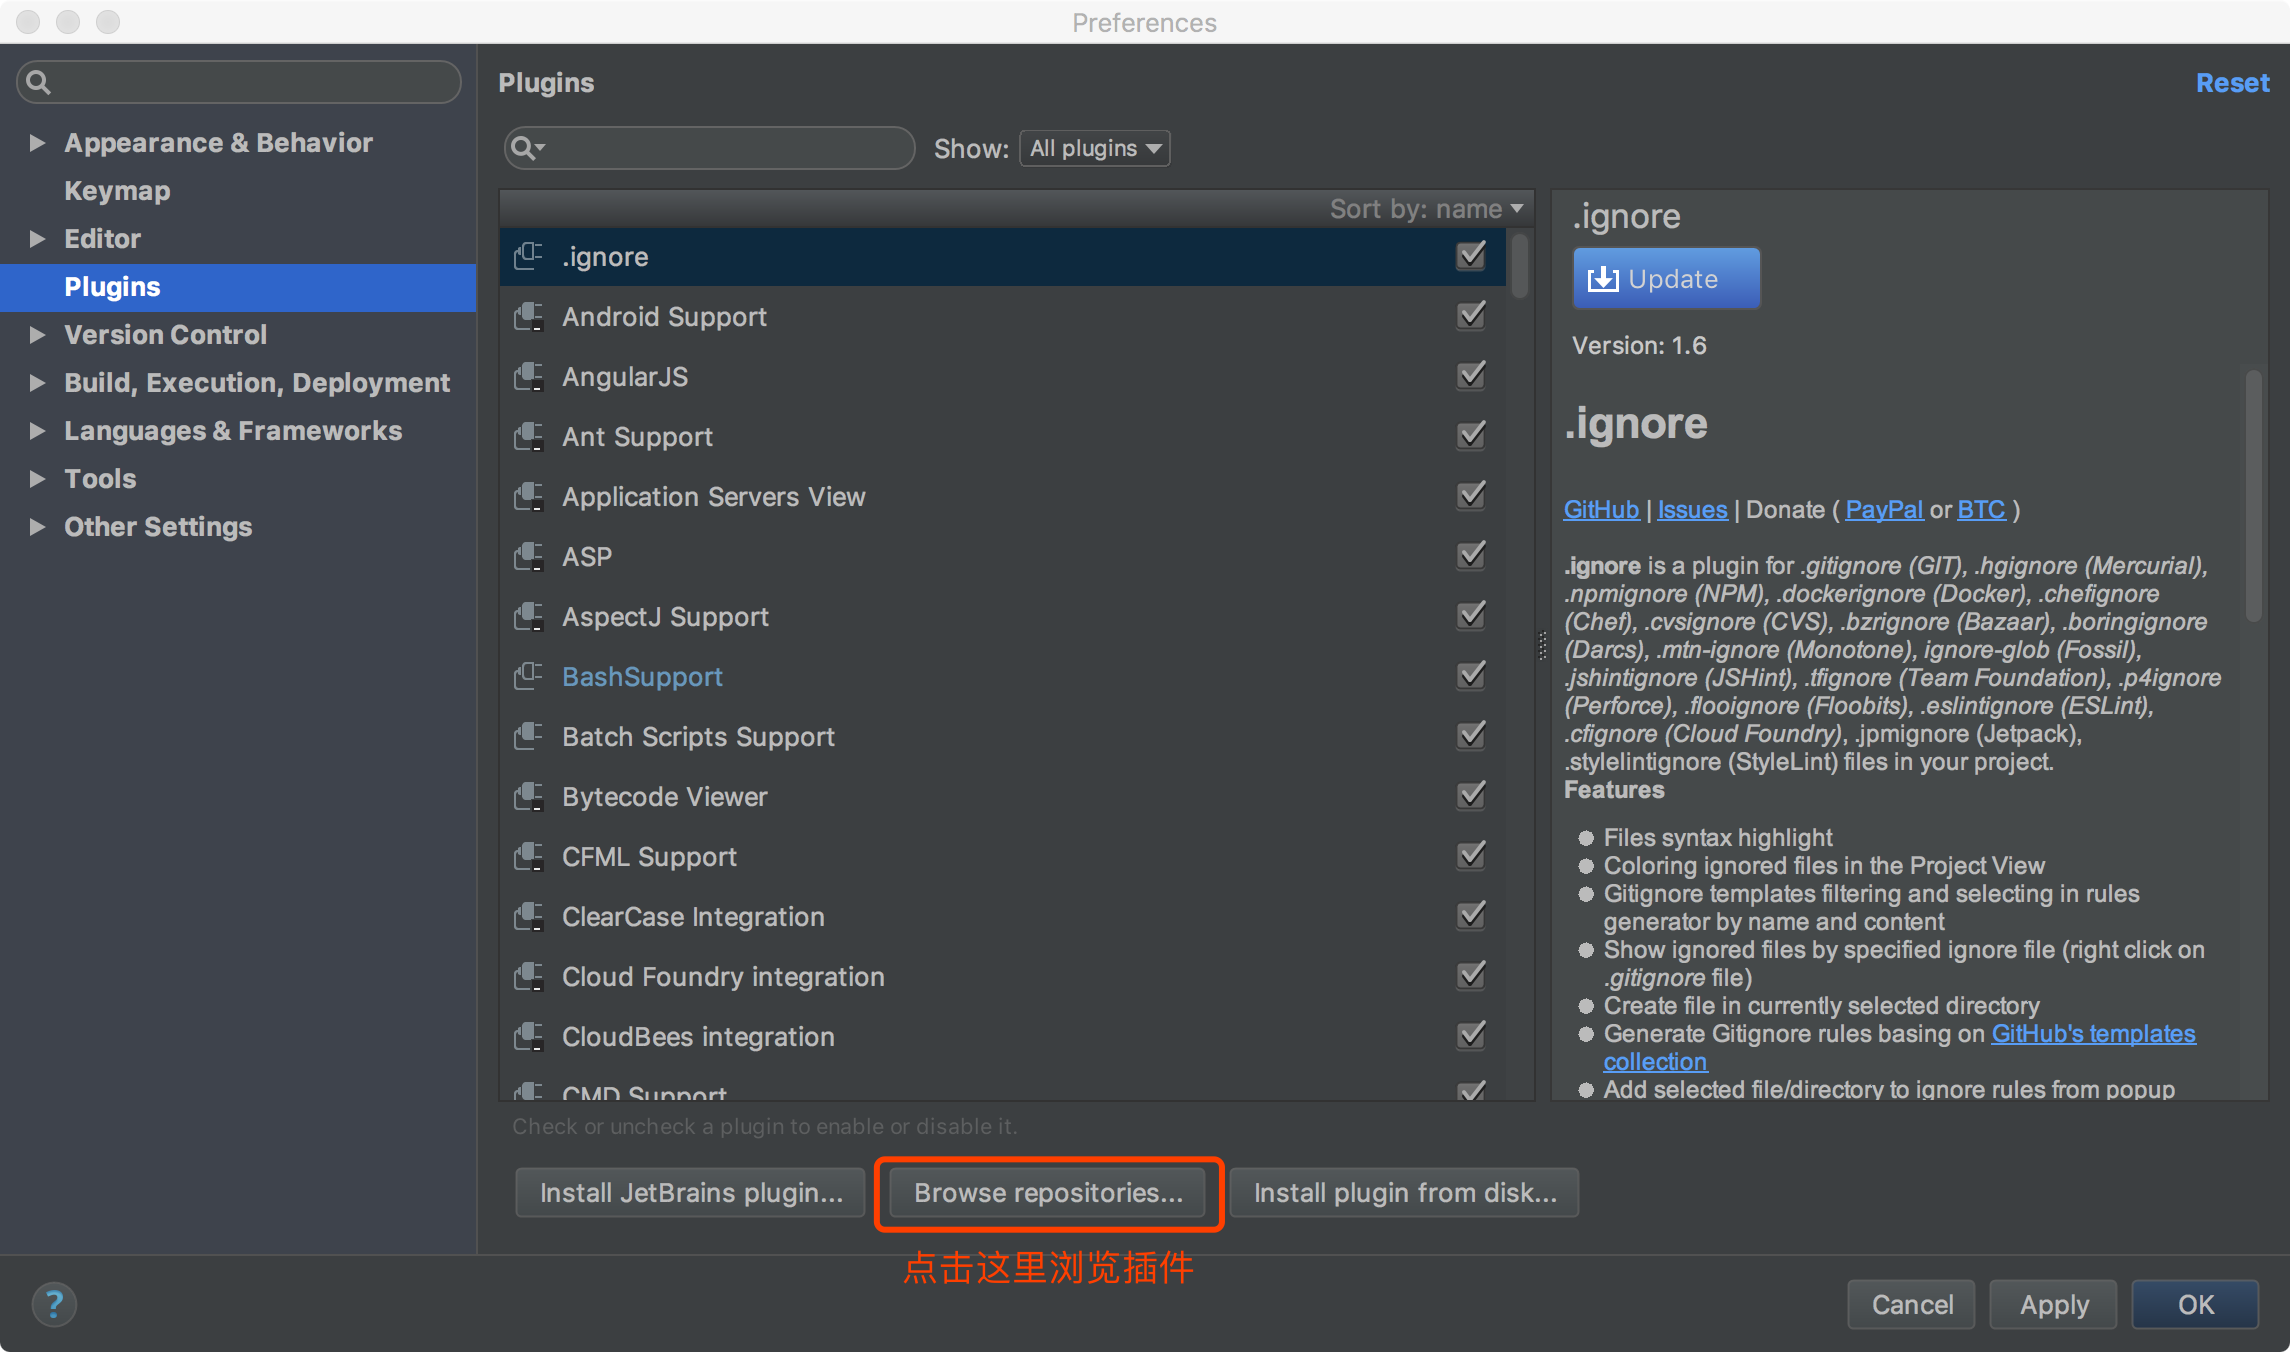 Preferences
Appearance & Behavior
Keymap
Editor
Plugins
Version Control
Build, Execution, Deployment
Languages & Frameworks
Tools
Other Settings
Plugins
Reset
Show: All plugins
Sort by: name
.ignore
Android Support
AngularJS
Ant Support
Application Servers View
ASP
AspectJ Support
BashSupport
Batch Scripts Support
Bytecode Viewer
CFML Support
ClearCase Integration
Cloud Foundry integration
CloudBees integration
CMD Support
Check or uncheck a plugin to enable or disable it.
.ignore
Update
Version: 1.6
.ignore
GitHub | Issues | Donate ( PayPal or BTC )
.ignore is a plugin for .gitignore (GIT), .hgignore (Mercurial),
.npmignore (NPM), .dockerignore (Docker), .chefignore
(Chef), .cvsignore (CVS), .bzrignore (Bazaar), .boringignore
(Darcs), .mtn-ignore (Monotone), ignore-glob (Fossil),
.jshintignore (JSHint), .tfignore (Team Foundation), .p4ignore
(Perforce), .flooignore (Floobits), .eslintignore (ESLint),
.cfignore (Cloud Foundry), .jpmignore (Jetpack),
.stylelintignore (StyleLint) files in your project.
Features
Files syntax highlight
Coloring ignored files in the Project View
Gitignore templates filtering and selecting in rules
generator by name and content
Show ignored files by specified ignore file (right click on
.gitignore file)
Create file in currently selected directory
Generate Gitignore rules basing on GitHub's templates
collection
Add selected file/directory to ignore rules from popup
Install JetBrains plugin...
Browse repositories...
Install plugin from disk...
点击这里浏览插件
?
Cancel
Apply
OK